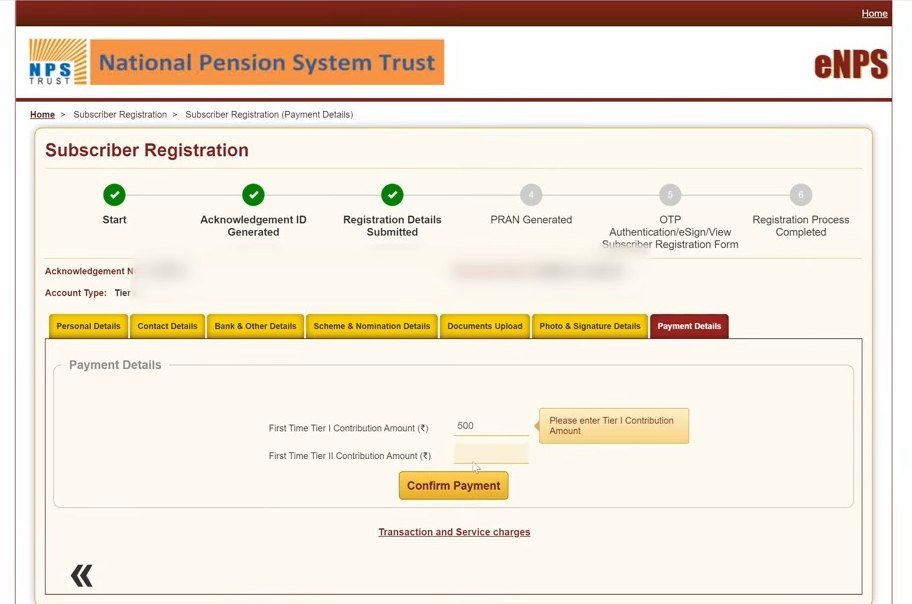 Home
NPS
TRUST
National Pension System Trust
eNPS
Home > Subscriber Registration > Subscriber Registration (Payment Details)
Subscriber Registration
4
5
6
Start
Acknowledgement ID
Generated
Registration Details
Submitted
PRAN Generated
OTP
Authentication/eSign/View
Subscriber Registration Form
Registration Process
Completed
Acknowledgement
Account Type: Tier
Personal Details
Contact Details
Bank & Other Details
Scheme & Nomination Details
Documents Upload
Photo & Signature Details
Payment Details
Payment Details
First Time Tier I Contribution Amount (₹) 500
Please enter Tier I Contribution
Amount
First Time Tier II Contribution Amount (₹)
Confirm Payment
Transaction and Service charges